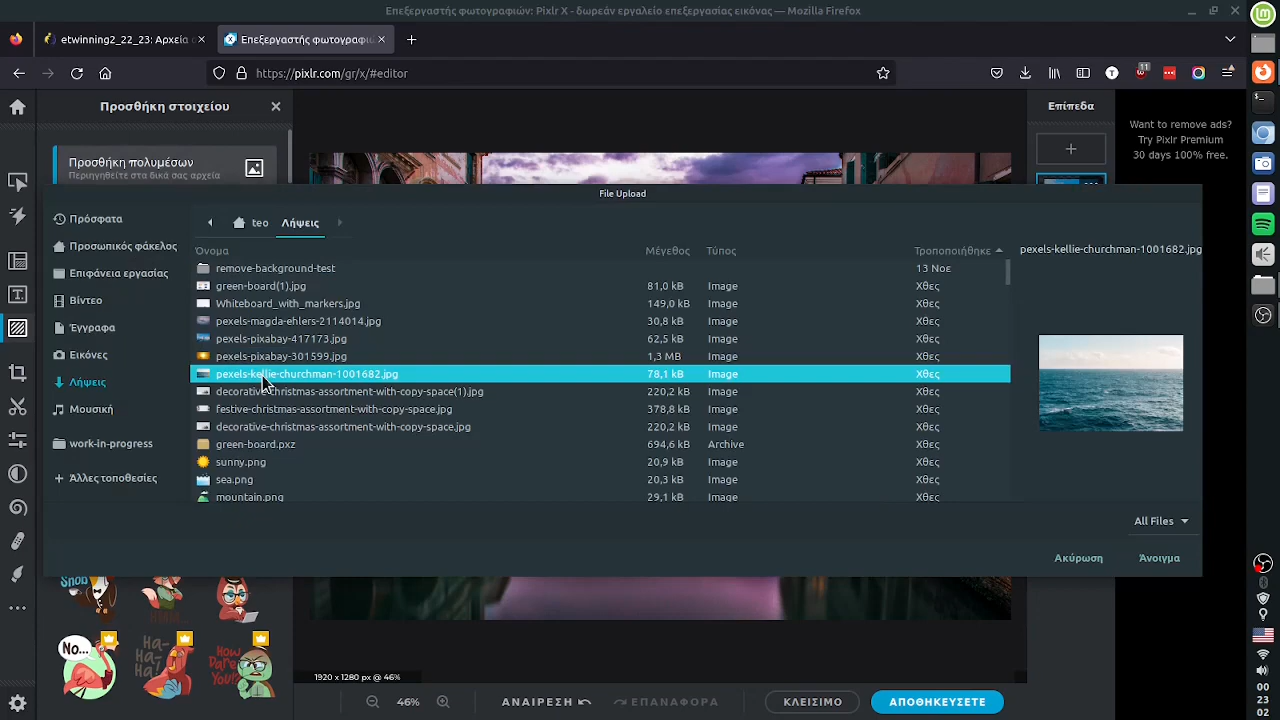 Επεξεργαστής φωτογραφιών: Pixlr X - δωρεάν εργαλείο επεξεργασίας εικόνας — Mozilla Firefox
etwinning2_22_23: Αρχεία
Επεξεργαστής φωτογραφι
https://pixlr.com/gr/x/#editor
11
T
Προσθήκη στοιχείου
Επίπεδα
Προσθήκη πολυμέσων
Περιηγηθείτε στα δικά σας αρχεία
Want to remove ads?
Try Pixlr Premium
30 days 100% free.
File Upload
Πρόσφατα
Προσωπικός φάκελος
Επιφάνεια εργασίας
Βίντεο
Έγγραφα
Εικόνες
Λήψεις
Μουσική
work-in-progress
Άλλες τοποθεσίες
teo Λήψεις
Όνομα Μέγεθος Τύπος Τροποποιήθηκε
remove-background-test 13 Νοε
green-board(1).jpg 81,0 kB Image Χθες
Whiteboard_with_markers.jpg 149,0 kB Image Χθες
pexels-magda-ehlers-2114014.jpg 30,8 kB Image Χθες
pexels-pixabay-417173.jpg 62,5 kB Image Χθες
pexels-pixabay-301599.jpg 1,3 MB Image Χθες
pexels-kellie-churchman-1001682.jpg 78,1 kB Image Χθες
decorative-christmas-assortment-with-copy-space(1).jpg 220,2 kB Image Χθες
festive-christmas-assortment-with-copy-space.jpg 378,8 kB Image Χθες
decorative-christmas-assortment-with-copy-space.jpg 220,2 kB Image Χθες
green-board.pxz 694,6 kB Archive Χθες
sunny.png 20,9 kB Image Χθες
sea.png 20,3 kB Image Χθες
mountain.png 29,1 kB Image Χθες
pexels-kellie-churchman-1001682.jpg
All Files
Ακύρωση Άνοιγμα
No...
HA-HA-HA!
HOW DARE YOU!
1920 x 1280 px @ 46%
46%
ΑΝΑΙΡΕΣΗ
ΕΠΑΝΑΦΟΡΑ
ΚΛΕΙΣΙΜΟ
ΑΠΟΘΗΚΕΥΣΕΤΕ
00
23
02